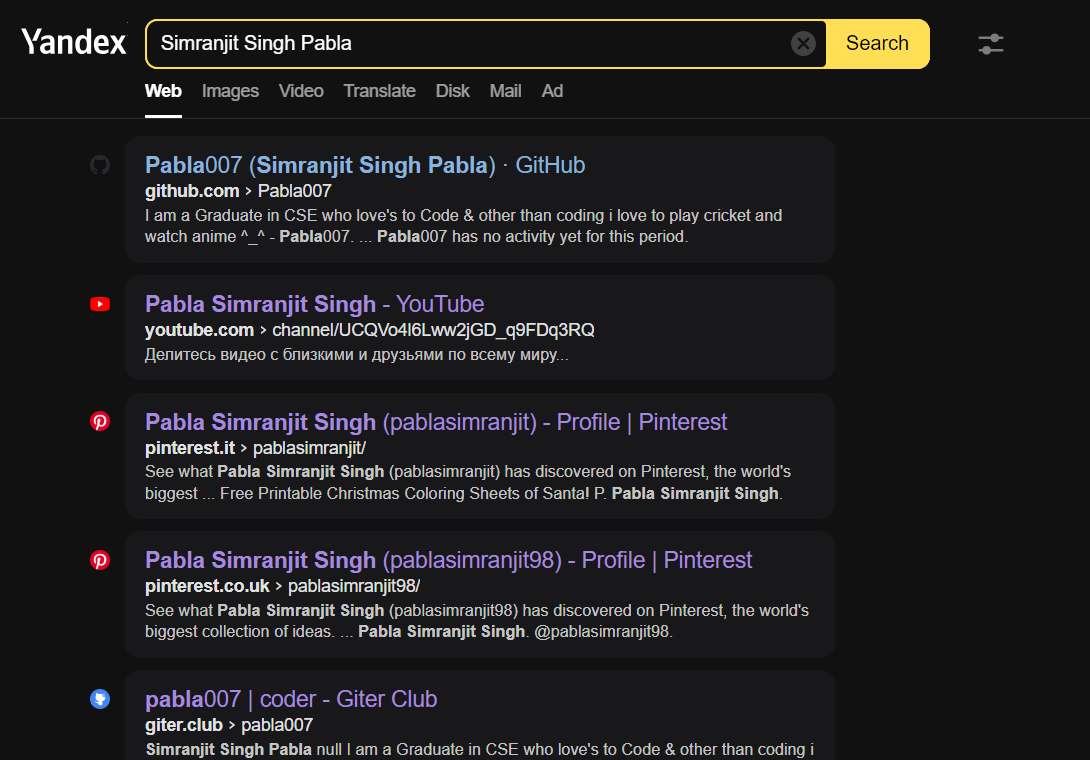 Yandex
Simranjit Singh Pabla
Search
Web Images Video Translate Disk Mail Ad
Pabla007 (Simranjit Singh Pabla) · GitHub
github.com › Pabla007
I am a Graduate in CSE who love's to Code & other than coding i love to play cricket and
watch anime ^_^ - Pabla007. ... Pabla007 has no activity yet for this period.
Pabla Simranjit Singh - YouTube
youtube.com › channel/UCQVo4l6Lww2jGD_q9FDq3RQ
Делитесь видео с близкими и друзьями по всему миру...
Pabla Simranjit Singh (pablasimranjit) - Profile | Pinterest
pinterest.it › pablasimranjit/
See what Pabla Simranjit Singh (pablasimranjit) has discovered on Pinterest, the world's
biggest ... Free Printable Christmas Coloring Sheets of Santa! P. Pabla Simranjit Singh.
Pabla Simranjit Singh (pablasimranjit98) - Profile | Pinterest
pinterest.co.uk › pablasimranjit98/
See what Pabla Simranjit Singh (pablasimranjit98) has discovered on Pinterest, the world's
biggest collection of ideas. ... Pabla Simranjit Singh. @pablasimranjit98.
pabla007 | coder - Giter Club
giter.club › pabla007
Simranjit Singh Pabla null I am a Graduate in CSE who love's to Code & other than coding i